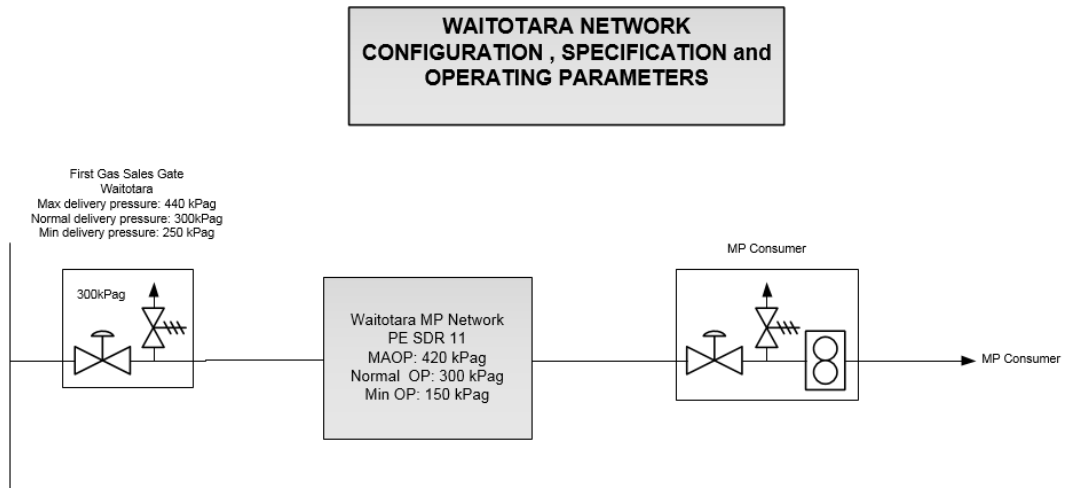 WAITOTARA NETWORK
CONFIGURATION , SPECIFICATION and
OPERATING PARAMETERS
First Gas Sales Gate
Waitotara
Max delivery pressure: 440 kPag
Normal delivery pressure: 300kPag
Min delivery pressure: 250 kPag
300kPag
Waitotara MP Network
PE SDR 11
MAOP: 420 kPag
Normal OP: 300 kPag
Min OP: 150 kPag
MP Consumer
MP Consumer